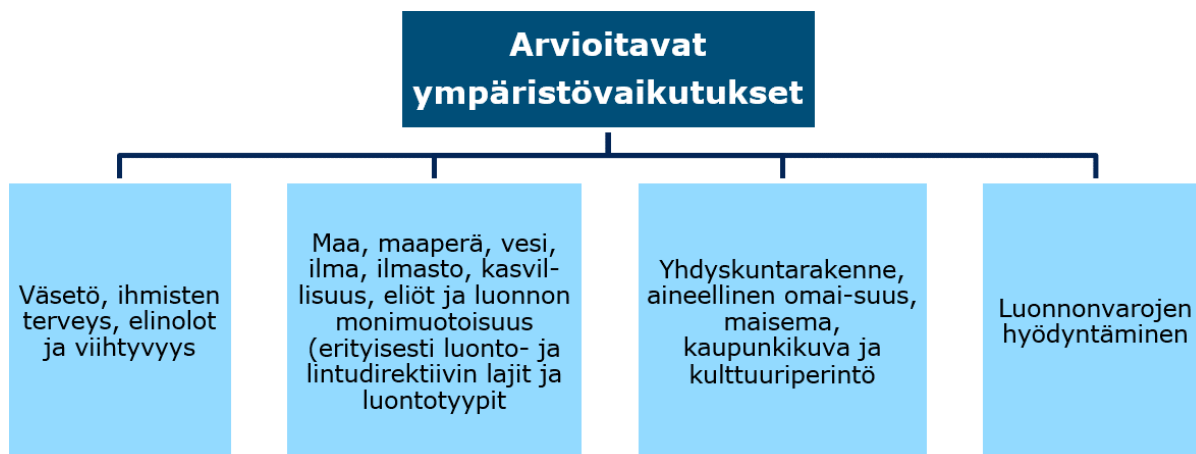 Arvioitavat
ympäristövaikutukset
Väsetö, ihmisten
terveys, elinolot
ja viihtyvyys
Maa, maaperä, vesi,
ilma, ilmasto, kasvil-
lisuus, eliöt ja luonnon
monimuotoisuus
(erityisesti luonto- ja
lintudirektiivin lajit ja
luontotyypit
Yhdyskuntarakenne,
aineellinen omai-suus,
maisema,
kaupunkikuva ja
kulttuuriperintö
Luonnonvarojen
hyödyntäminen